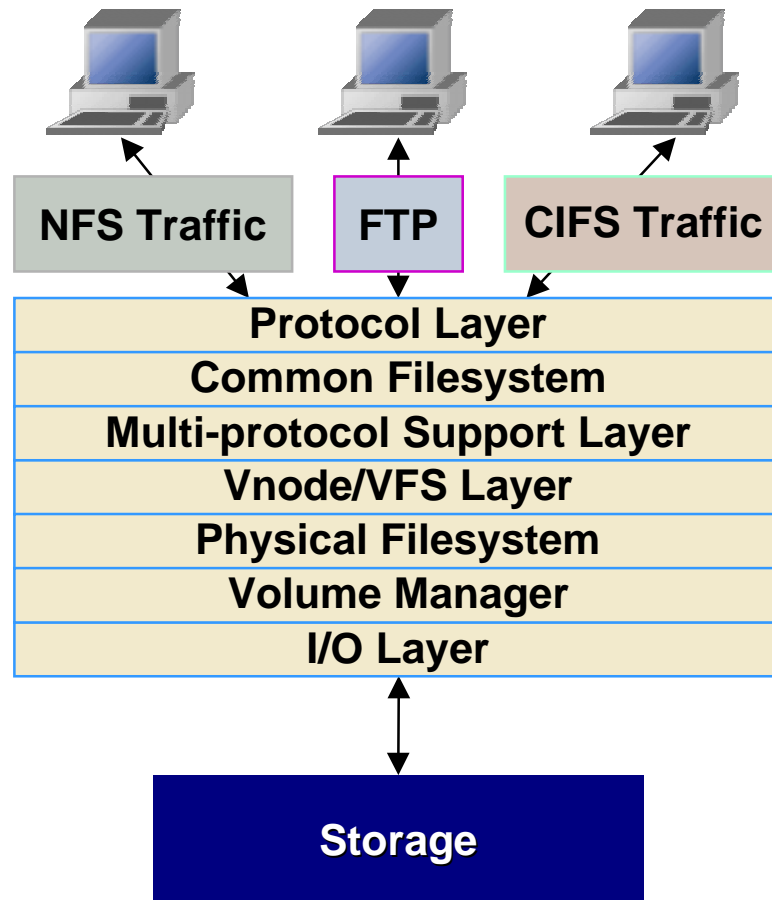 NFS Traffic
FTP
CIFS Traffic
Protocol Layer
Common Filesystem
Multi-protocol Support Layer
Vnode/VFS Layer
Physical Filesystem
Volume Manager
I/O Layer
Storage